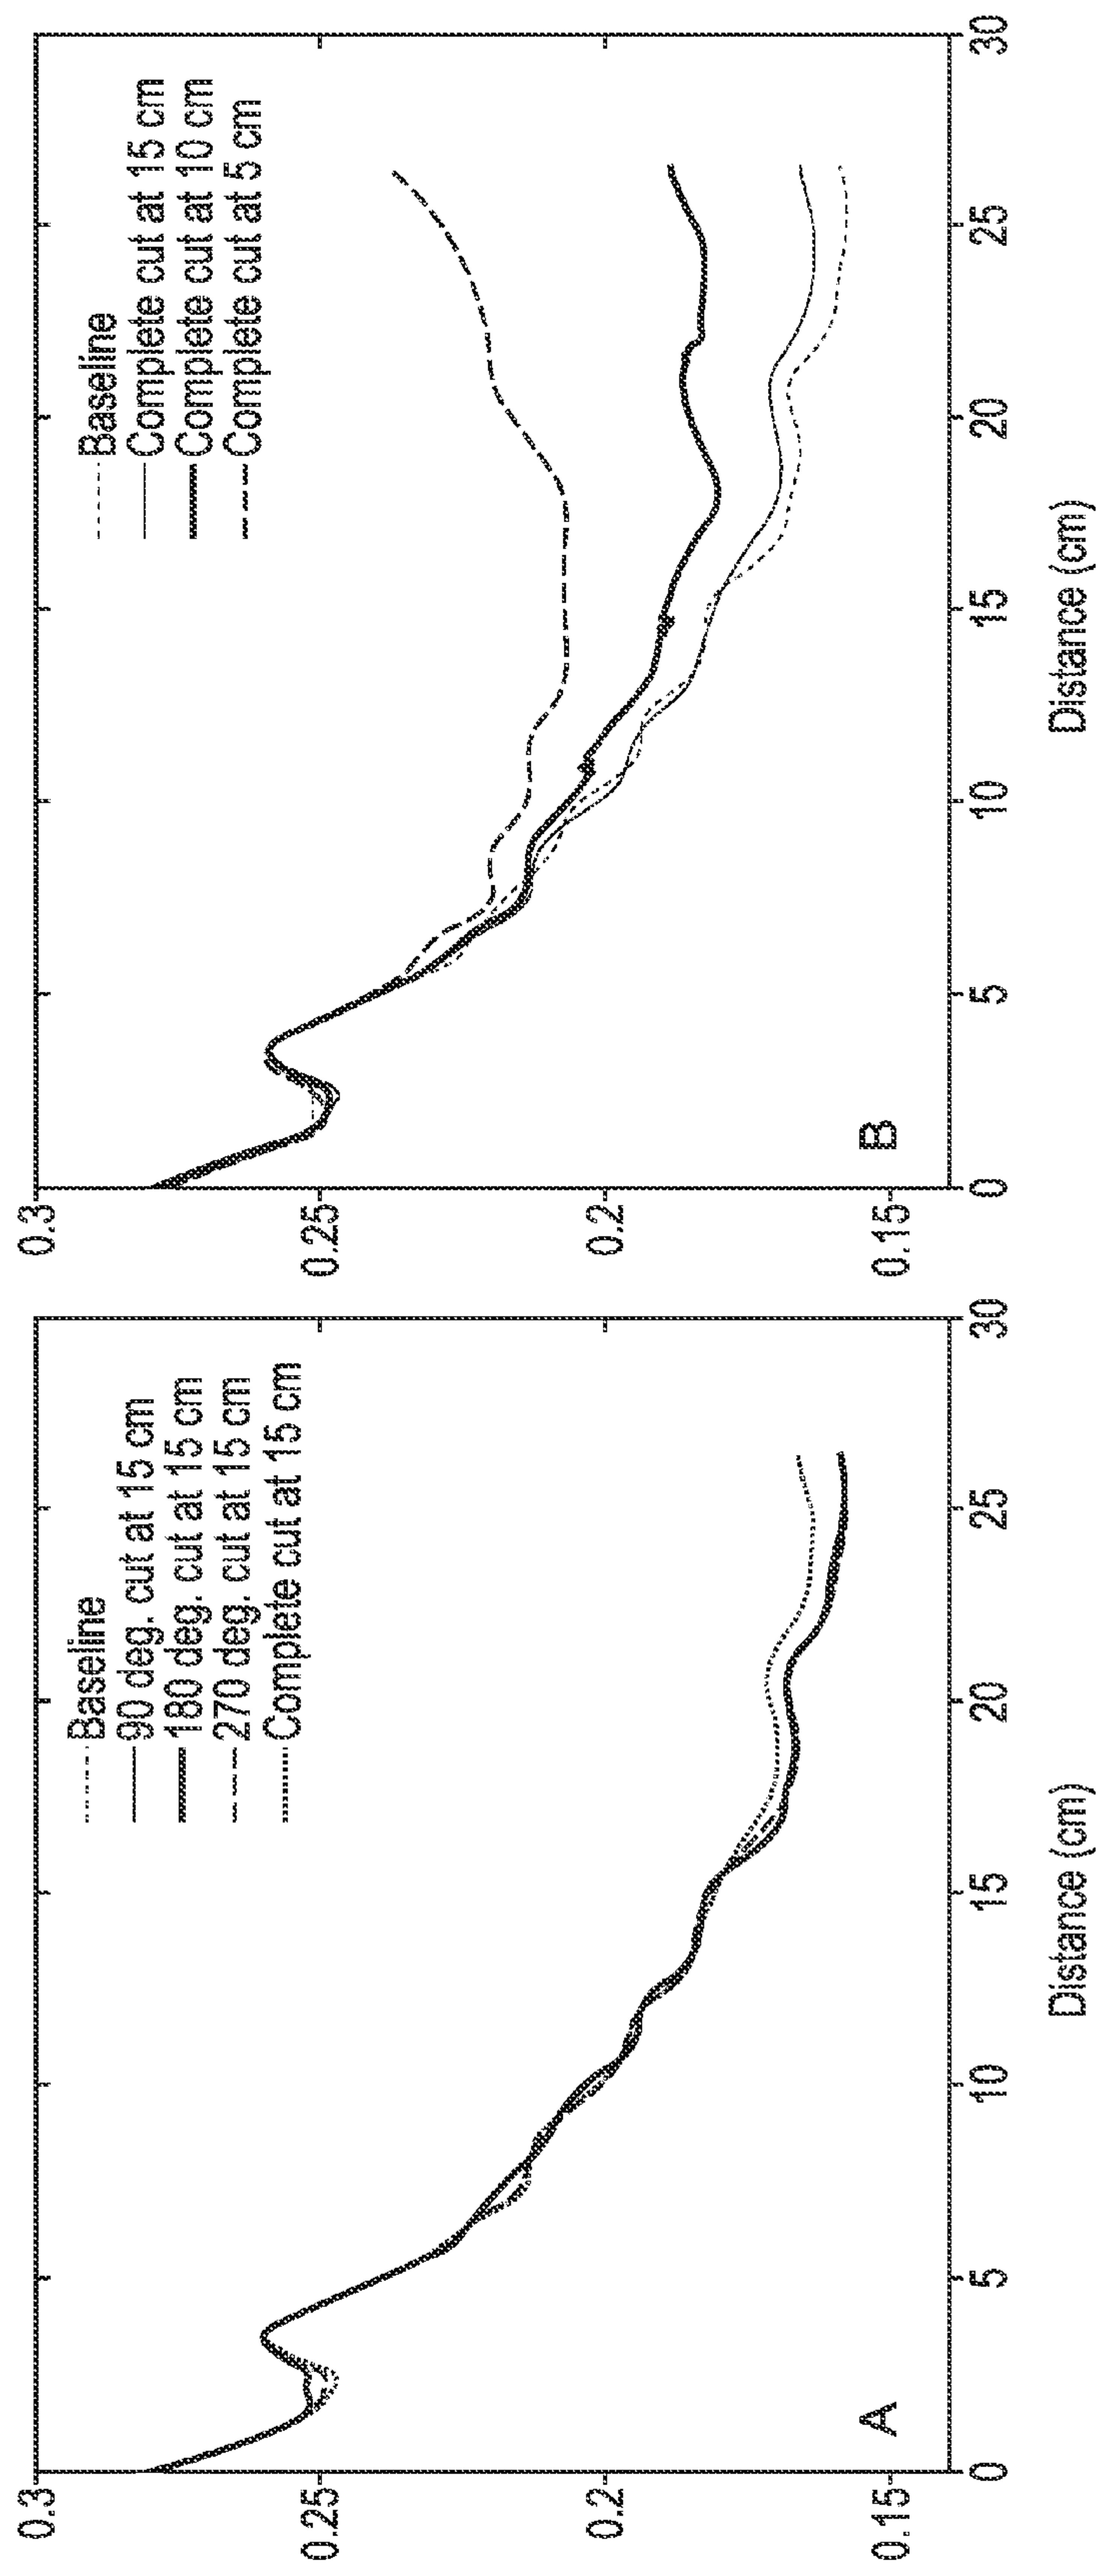 0.3
0.25
0.2
0.15
0
5
10
15
20
25
30
Distance (cm)
A
Baseline
90 deg. cut at 15 cm
180 deg. cut at 15 cm
270 deg. cut at 15 cm
Complete cut at 15 cm
0.3
0.25
0.2
0.15
0
5
10
15
20
25
30
Distance (cm)
B
Baseline
Complete cut at 15 cm
Complete cut at 10 cm
Complete cut at 5 cm